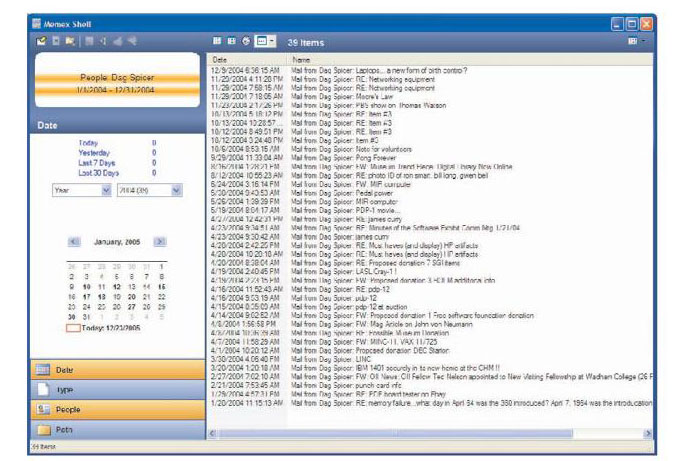 Memex Shell
39 Items
People: Dag Spicer
1/1/2004 - 12/31/2004
Date
Today 0
Yesterday 0
Last 7 Days 0
Last 30 Days 0
Year 2004 (39)
January, 2005
26 27 28 29 30 31 1
2 3 4 5 6 7 8
9 10 11 12 13 14 15
16 17 18 19 20 21 22
23 24 25 26 27 28 29
30 31 1 2 3 4 5
Today: 12/23/2005
Date
Type
People
Path
39 Items
Date Name
12/9/2004 6:36:15 AM Mail from Dag Spicer: Laptops... a new form of birth control?
11/29/2004 4:11:20 PM Mail from Dag Spicer: RE: Networking equipment
11/29/2004 7:58:15 AM Mail from Dag Spicer: Networking equipment
11/29/2004 7:18:05 AM Mail from Dag Spicer: Moore's Law
11/23/2004 2:17:26 PM Mail from Dag Spicer: PBS show on Thomas Watson
10/13/2004 5:18:12 PM Mail from Dag Spicer: RE: Item #3
10/13/2004 10:28:57 ... Mail from Dag Spicer: RE: Item #3
10/12/2004 8:49:51 PM Mail from Dag Spicer: RE: Item #3
10/12/2004 3:24:48 PM Mail from Dag Spicer: Item #3
10/6/2004 8:53:15 AM Mail from Dag Spicer: Note for volunteers
9/29/2004 11:33:04 AM Mail from Dag Spicer: Pong Forever
8/16/2004 1:28:21 PM Mail from Dag Spicer: FW: Museum Trend Piece: Digital Library Now Online
8/12/2004 10:55:23 AM Mail from Dag Spicer: RE: photo ID of ron smart, bill long, gwen bell
6/24/2004 3:16:14 PM Mail from Dag Spicer: FW: MIR computer
5/30/2004 9:43:53 AM Mail from Dag Spicer: Pedal power
5/26/2004 1:39:39 PM Mail from Dag Spicer: MIR computer
5/19/2004 8:04:17 AM Mail from Dag Spicer: PDP-1 movie...
4/27/2004 12:42:31 PM Mail from Dag Spicer: RE: james curry
4/23/2004 9:34:51 AM Mail from Dag Spicer: RE: Minutes of the Software Exhibit Comm Mtg 1/21/04
4/23/2004 9:30:42 AM Mail from Dag Spicer: james curry
4/20/2004 2:42:25 PM Mail from Dag Spicer: RE: Must haves (and display) HP artifacts
4/20/2004 10:20:18 AM Mail from Dag Spicer: RE: Must haves (and display) HP artifacts
4/20/2004 8:38:04 AM Mail from Dag Spicer: RE: Proposed donation 7 SGI items
4/19/2004 2:40:45 PM Mail from Dag Spicer: LASL Cray-1 !
4/19/2004 2:23:15 PM Mail from Dag Spicer: FW: Proposed donation 3 additional info
4/16/2004 11:52:43 AM Mail from Dag Spicer: RE: pdp-12
4/16/2004 9:53:19 AM Mail from Dag Spicer: pdp-12
4/15/2004 8:35:03 AM Mail from Dag Spicer: pdp-12 at auction
4/14/2004 9:02:52 AM Mail from Dag Spicer: FW: Proposed donation 1 Free software foundation donation
4/8/2004 1:56:58 PM Mail from Dag Spicer: FW: Mag Article on John von Neumann
4/8/2004 10:36:39 AM Mail from Dag Spicer: RE: Possible Museum Donation
4/7/2004 11:58:29 AM Mail from Dag Spicer: FW: MINC-11, VAX 11/725
4/1/2004 10:20:12 AM Mail from Dag Spicer: Proposed donation DEC Station
3/30/2004 4:06:40 PM Mail from Dag Spicer: LINC
3/20/2004 1:20:18 AM Mail from Dag Spicer: IBM 1401 securely in its new home at the CHM !!
2/27/2004 7:02:10 AM Mail from Dag Spicer: FW: OII News: OII Fellow Ted Nelson appointed to New Visiting Fellowship at Wadham College (26 F
2/21/2004 7:53:45 AM Mail from Dag Spicer: punch card info
1/29/2004 4:57:31 PM Mail from Dag Spicer: RE: PDP board tester on Ebay
1/20/2004 11:15:13 AM Mail from Dag Spicer: RE: memory failure...what day in April 64 was the 360 introduced? April 7, 1964 was the introduction